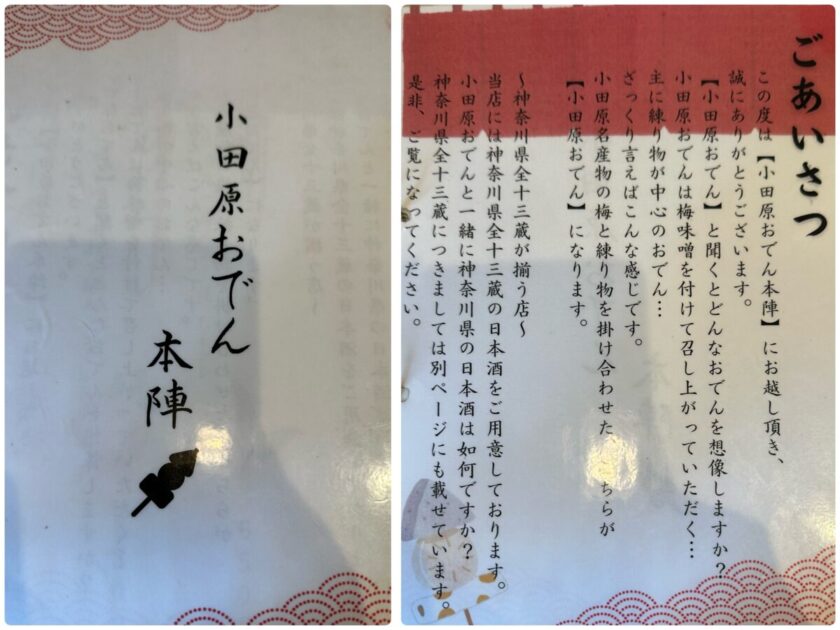 小田原おでん
本陣
ごあいさつ
この度は【小田原おでん本陣】にお越し頂き、
誠にありがとうございます。
【小田原おでん】と聞くとどんなおでんを想像しますか?
小田原おでんは梅味噌を付けて召し上がっていただく…
主に練り物が中心のおでん…
ざっくり言えばこんな感じです。
小田原名産物の梅と練り物を掛け合わせた、こちらが
【小田原おでん】になります。
~神奈川県全十三蔵が揃う店~
当店には神奈川県全十三蔵の日本酒をご用意しております。
小田原おでんと一緒に神奈川県の日本酒は如何ですか?
神奈川県全十三蔵につきましては別ページにも載せています。
是非、ご覧になってください。